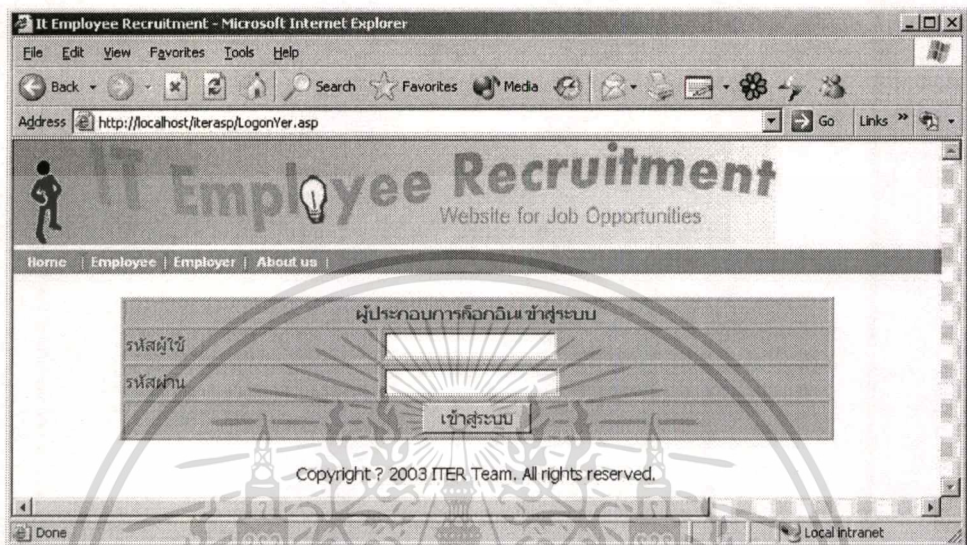 It Employee Recruitment - Microsoft Internet Explorer
File Edit View Favorites Tools Help
Back Search Favorites Media
Address http://localhost/iterasp/LogonYer.asp Go Links »
IT Employee Recruitment
Website for Job Opportunities
Home | Employee | Employer | About us |
ผู้ประกอบการล็อกอินเข้าสู่ระบบ
รหัสผู้ใช้
รหัสผ่าน
เข้าสู่ระบบ
Copyright ? 2003 ITER Team. All rights reserved.
Done Local intranet